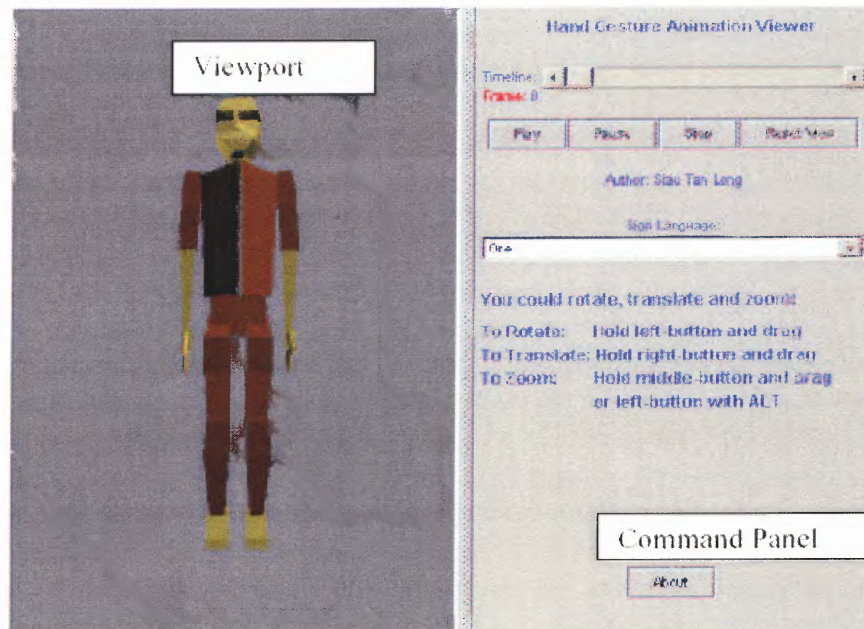 Viewport
Hand Gesture Animation Viewer
Timeline:
Frame: 0
Play Pause Stop Reset View
Author: Siau Tan Long
Sign Language:
One
You could rotate, translate and zoom:
To Rotate: Hold left-button and drag
To Translate: Hold right-button and drag
To Zoom: Hold middle-button and drag
or left-button with ALT
Command Panel
About